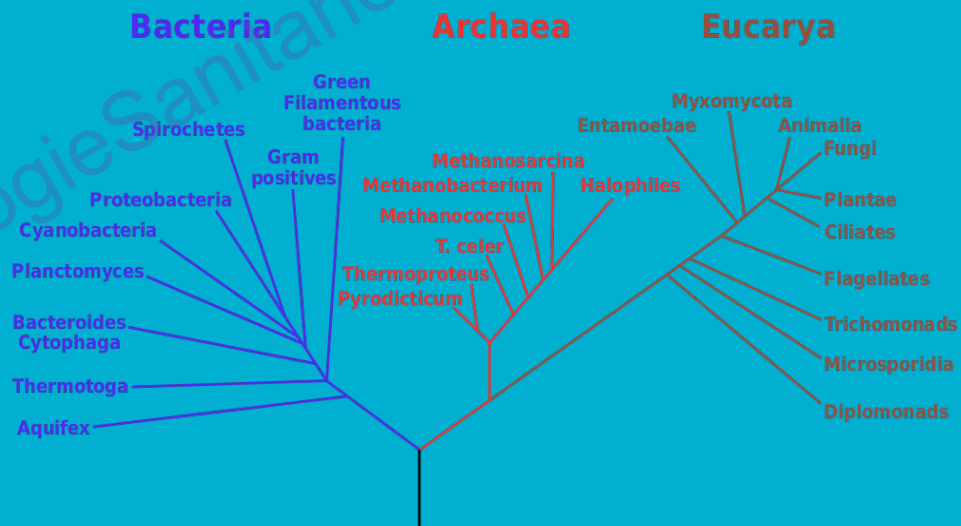 Bacteria
Archaea
Eucarya
Green
Filamentous
bacteria
Spirochetes
Gram
positives
Proteobacteria
Cyanobacteria
Planctomyces
Bacteroides
Cytophaga
Thermotoga
Aquifex
Methanosarcina
Methanobacterium
Halophiles
Methanococcus
T. celer
Thermoproteus
Pyrodicticum
Myxomycota
Entamoebae
Animalia
Fungi
Plantae
Ciliates
Flagellates
Trichomonads
Microsporidia
Diplomonads